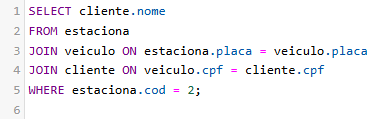 1 SELECT cliente.nome
2 FROM estaciona
3 JOIN veiculo ON estaciona.placa = veiculo.placa
4 JOIN cliente ON veiculo.cpf = cliente.cpf
5 WHERE estaciona.cod = 2;
6